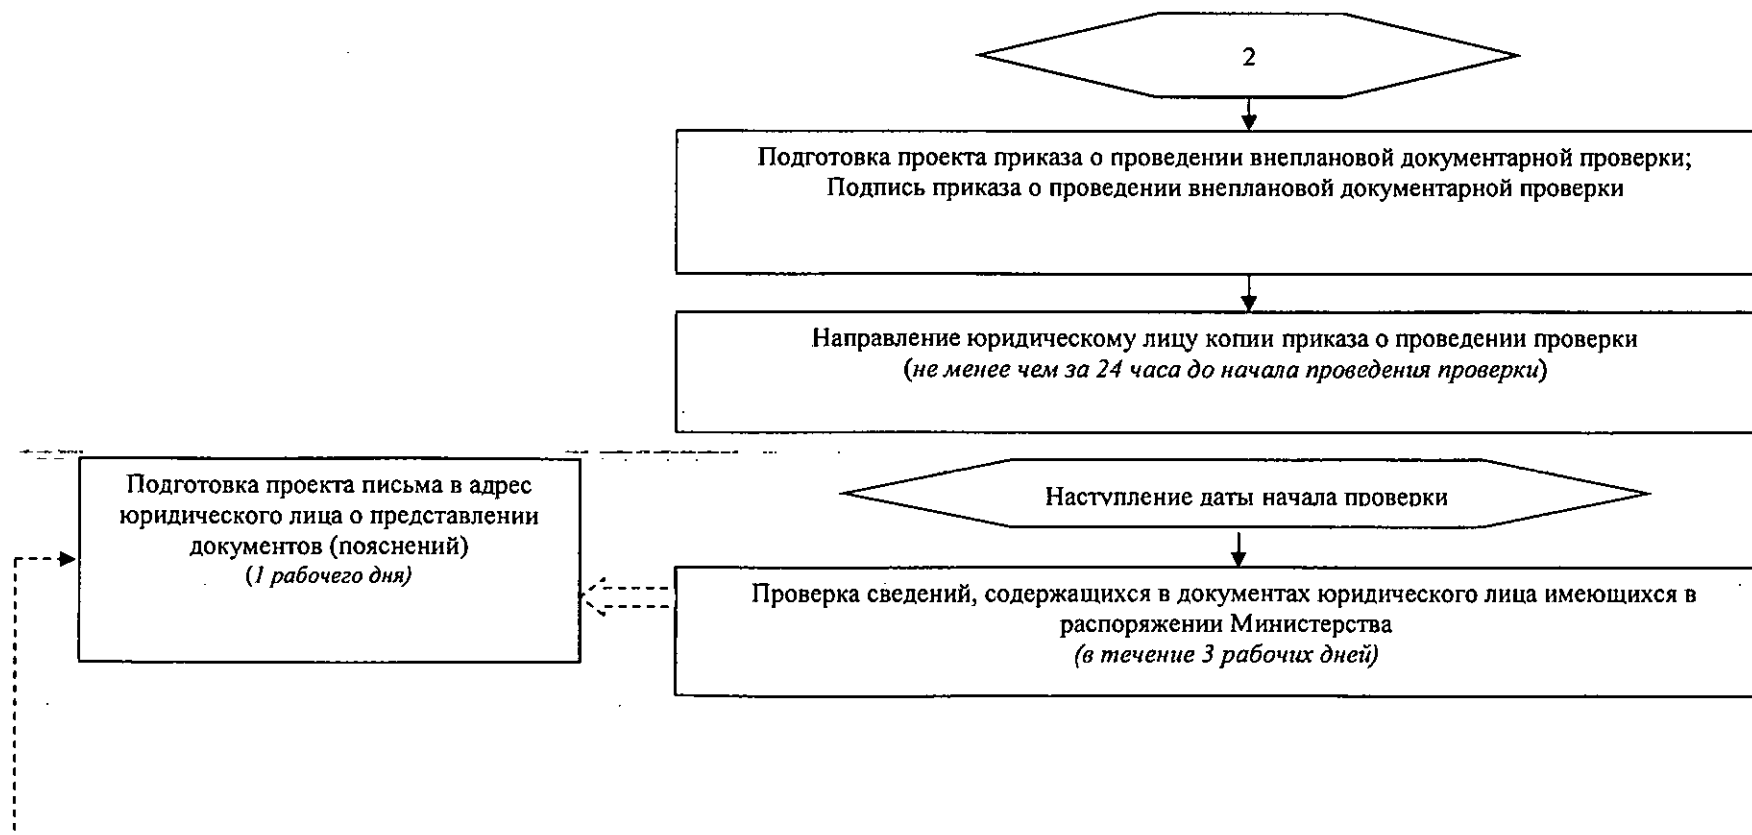 2
Подготовка проекта приказа о проведении внеплановой документарной проверки;
Подпись приказа о проведении внеплановой документарной проверки
Направление юридическому лицу копии приказа о проведении проверки
(не менее чем за 24 часа до начала проведения проверки)
Подготовка проекта письма в адрес
юридического лица о представлении
документов (пояснений)
(1 рабочего дня)
Наступление даты начала проверки
Проверка сведений, содержащихся в документах юридического лица имеющихся в
распоряжении Министерства
(в течение 3 рабочих дней)